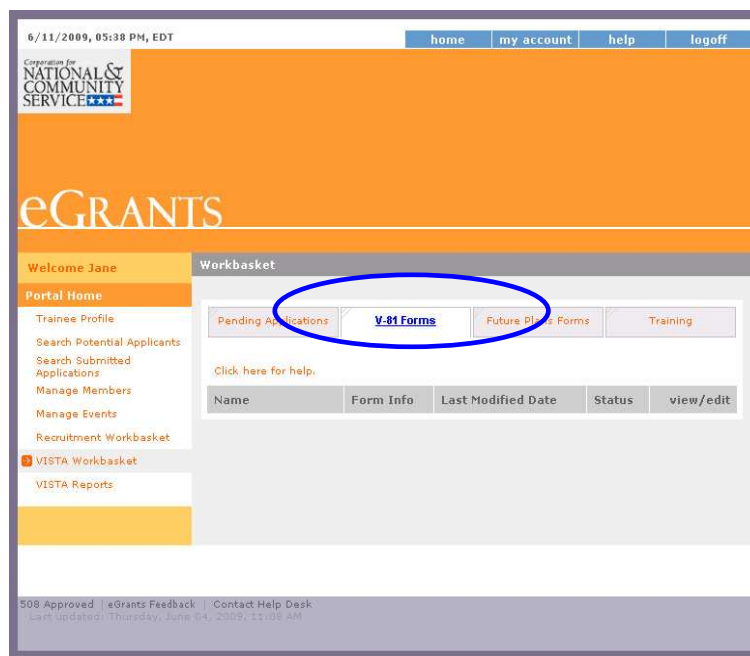 6/11/2009, 05:38 PM, EDT
home my account help logoff
Corporation for
NATIONAL &
COMMUNITY
SERVICE
eGRANTS
Welcome Jane
Workbasket
Portal Home
Trainee Profile
Search Potential Applicants
Search Submitted
Applications
Manage Members
Manage Events
Recruitment Workbasket
VISTA Workbasket
VISTA Reports
Pending Applications V-81 Forms Future Plans Forms Training
Click here for help.
Name Form Info Last Modified Date Status view/edit
508 Approved | eGrants Feedback | Contact Help Desk
Last updated: Thursday, June 04, 2009, 11:08 AM